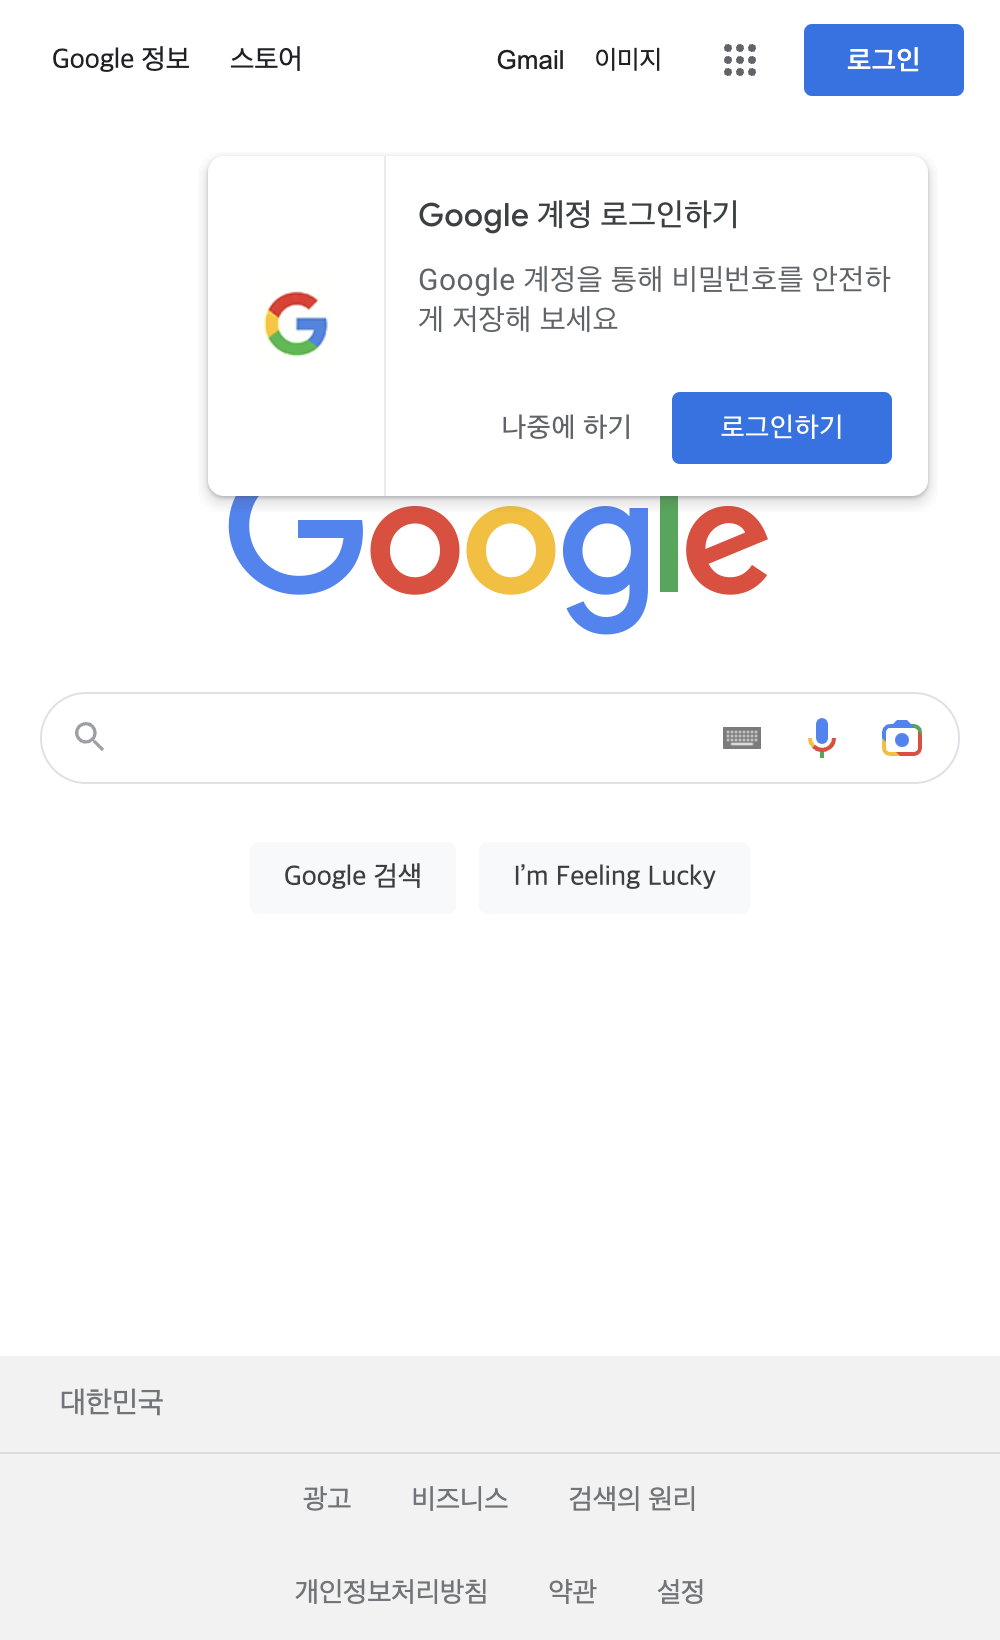 Google 정보 스토어 Gmail 이미지 로그인
Google 계정 로그인하기
Google 계정을 통해 비밀번호를 안전하
게 저장해 보세요
나중에 하기 로그인하기
Google
Google 검색 I'm Feeling Lucky
대한민국
광고 비즈니스 검색의 원리
개인정보처리방침 약관 설정